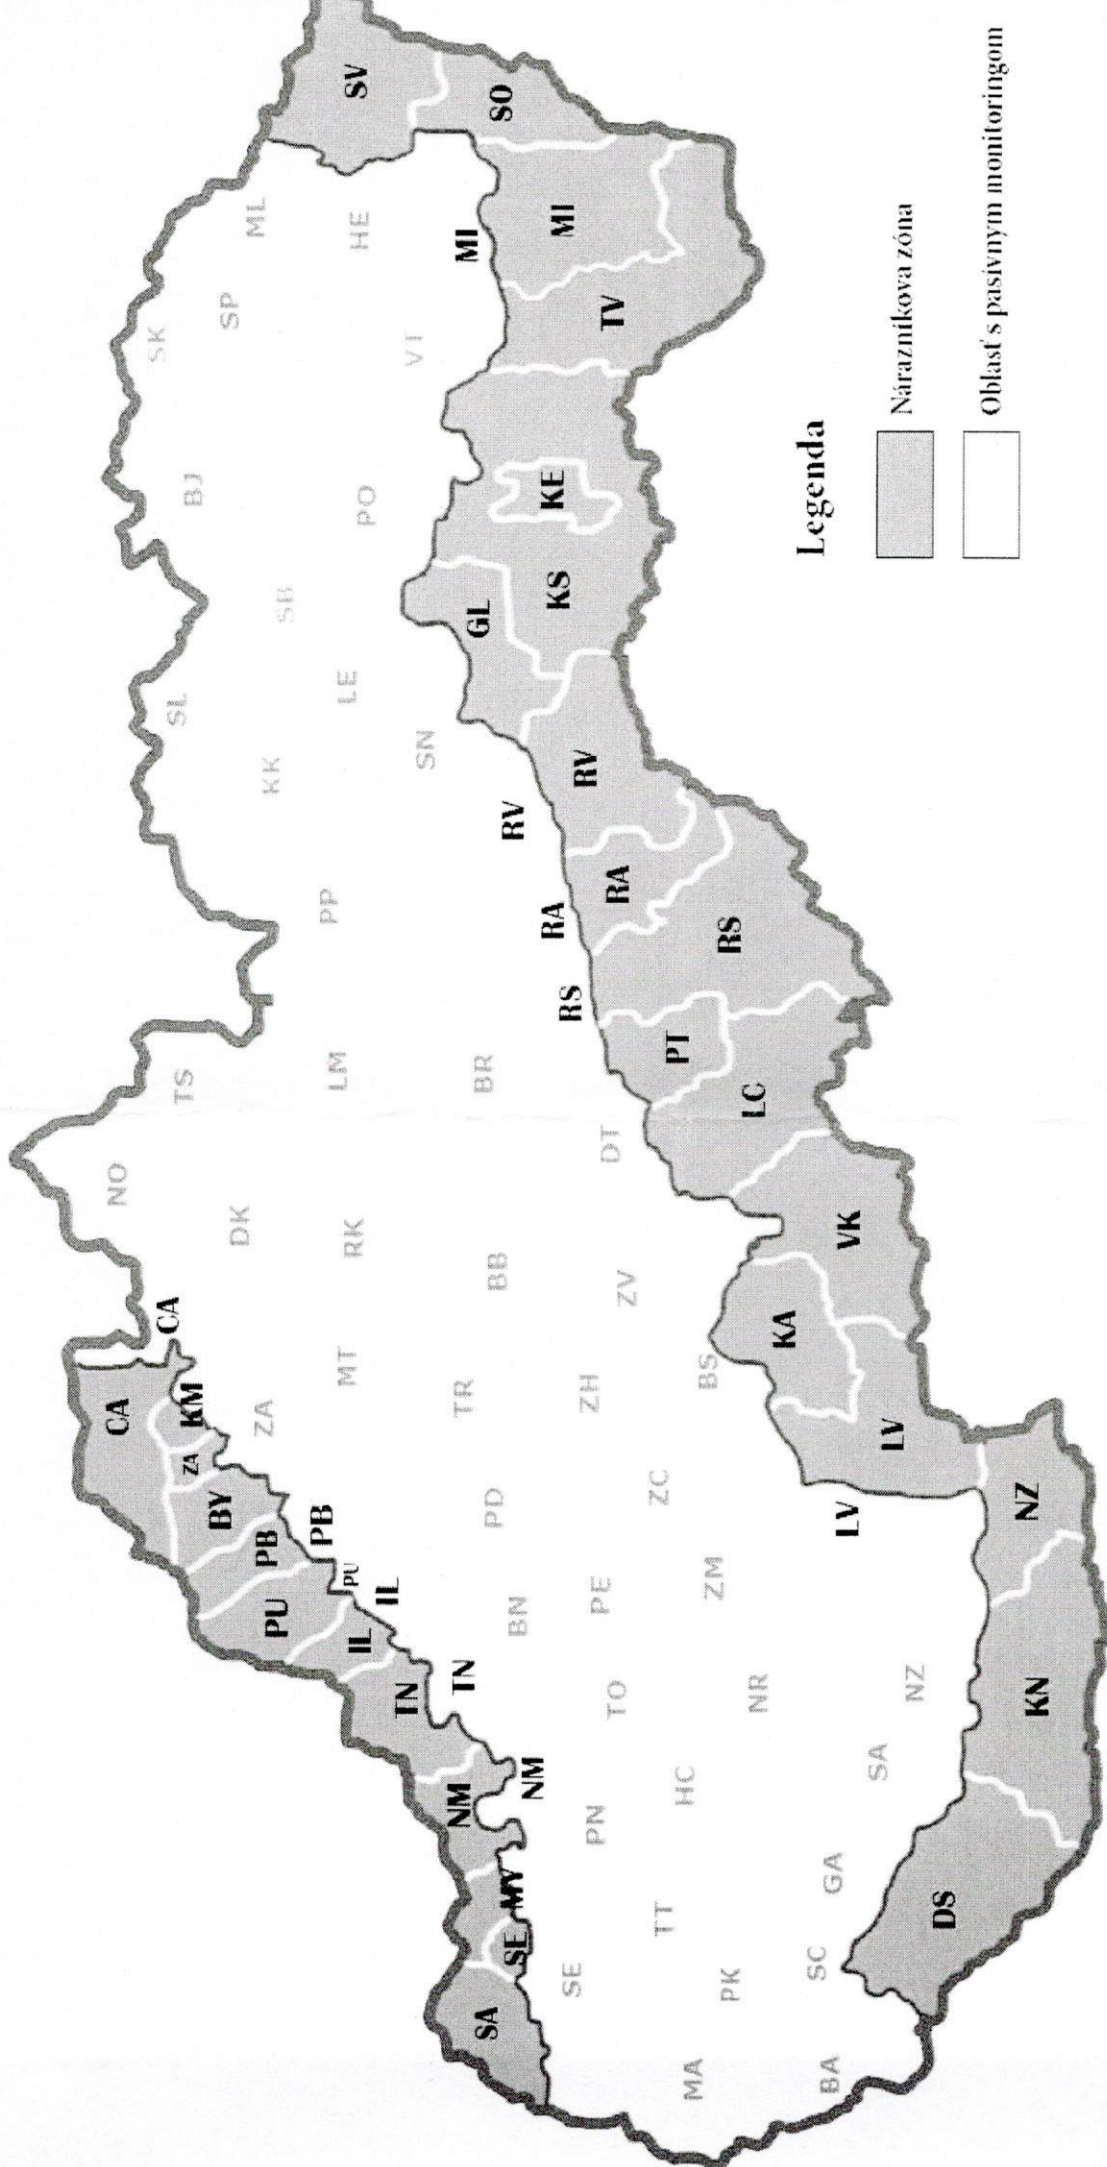 NO
CA
SK
CA
SL
TS
BJ
KM
ZA
BY
SP
DK
ML
ZA
PB
KK
PU
SB
PB
PP
LM
MT
LE
PU
RK
SV
IL
HE
PO
IL
TN
VT
SN
NM
TN
TR
MI
GL
BR
SA
PD
BB
SO
MY
RV
SE
BN
NM
RA
KE
KS
MI
RS
SE
RV
ZH
PN
PE
DT
TV
TO
RA
ZV
ZC
TT
PT
HC
MA
BS
ZM
PK
RS
LC
NR
KA
SC
BA
GA
LV
VK
SA
LV
NZ
DS
NZ
KN
Legenda
Nárazníkova zóna
Oblasť s pasívnym monitoringom